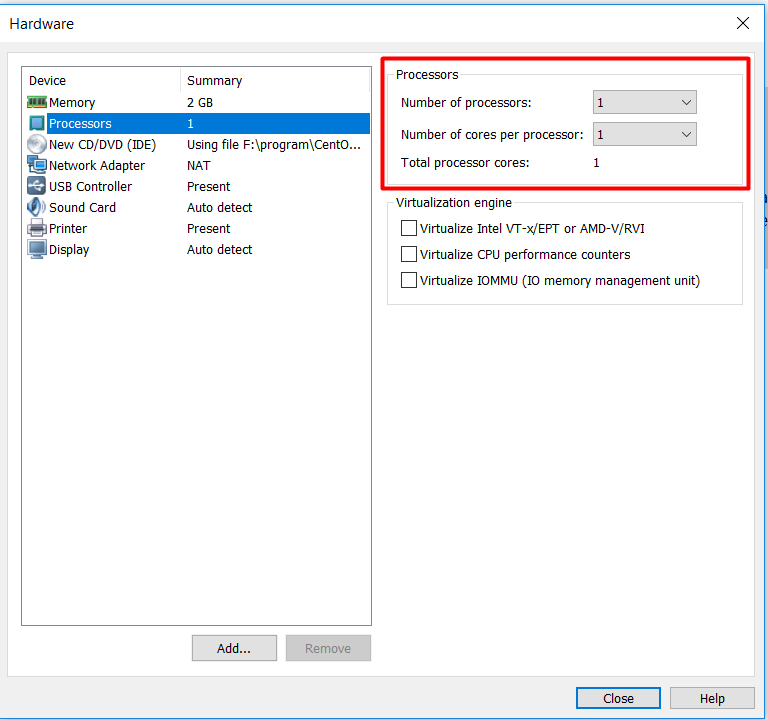 Hardware
Device Summary
Memory 2 GB
Processors 1
New CD/DVD (IDE) Using file F:\program\CentO...
Network Adapter NAT
USB Controller Present
Sound Card Auto detect
Printer Present
Display Auto detect
Add...
Remove
Processors
Number of processors: 1
Number of cores per processor: 1
Total processor cores: 1
Virtualization engine
Virtualize Intel VT-x/EPT or AMD-V/RVI
Virtualize CPU performance counters
Virtualize IOMMU (IO memory management unit)
Close
Help